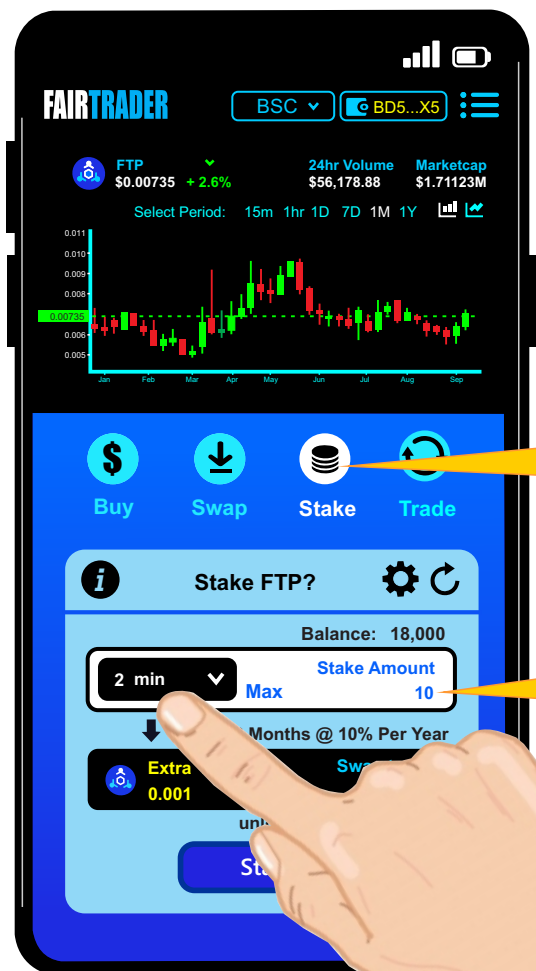 FAIRTRADER
BSC
BD5...X5
FTP
$0.00735 + 2.6%
24hr Volume
$56,178.88
Marketcap
$1.71123M
Select Period: 15m 1hr 1D 7D 1M 1Y
0.011
0.010
0.009
0.008
0.00735
0.006
0.005
Jan Feb Mar Apr May Jun Jul Aug Sep
Buy Swap Stake Trade
i Stake FTP?
Balance: 18,000
2 min
Stake Amount
Max 10
Months @ 10% Per Year
Extra
0.001